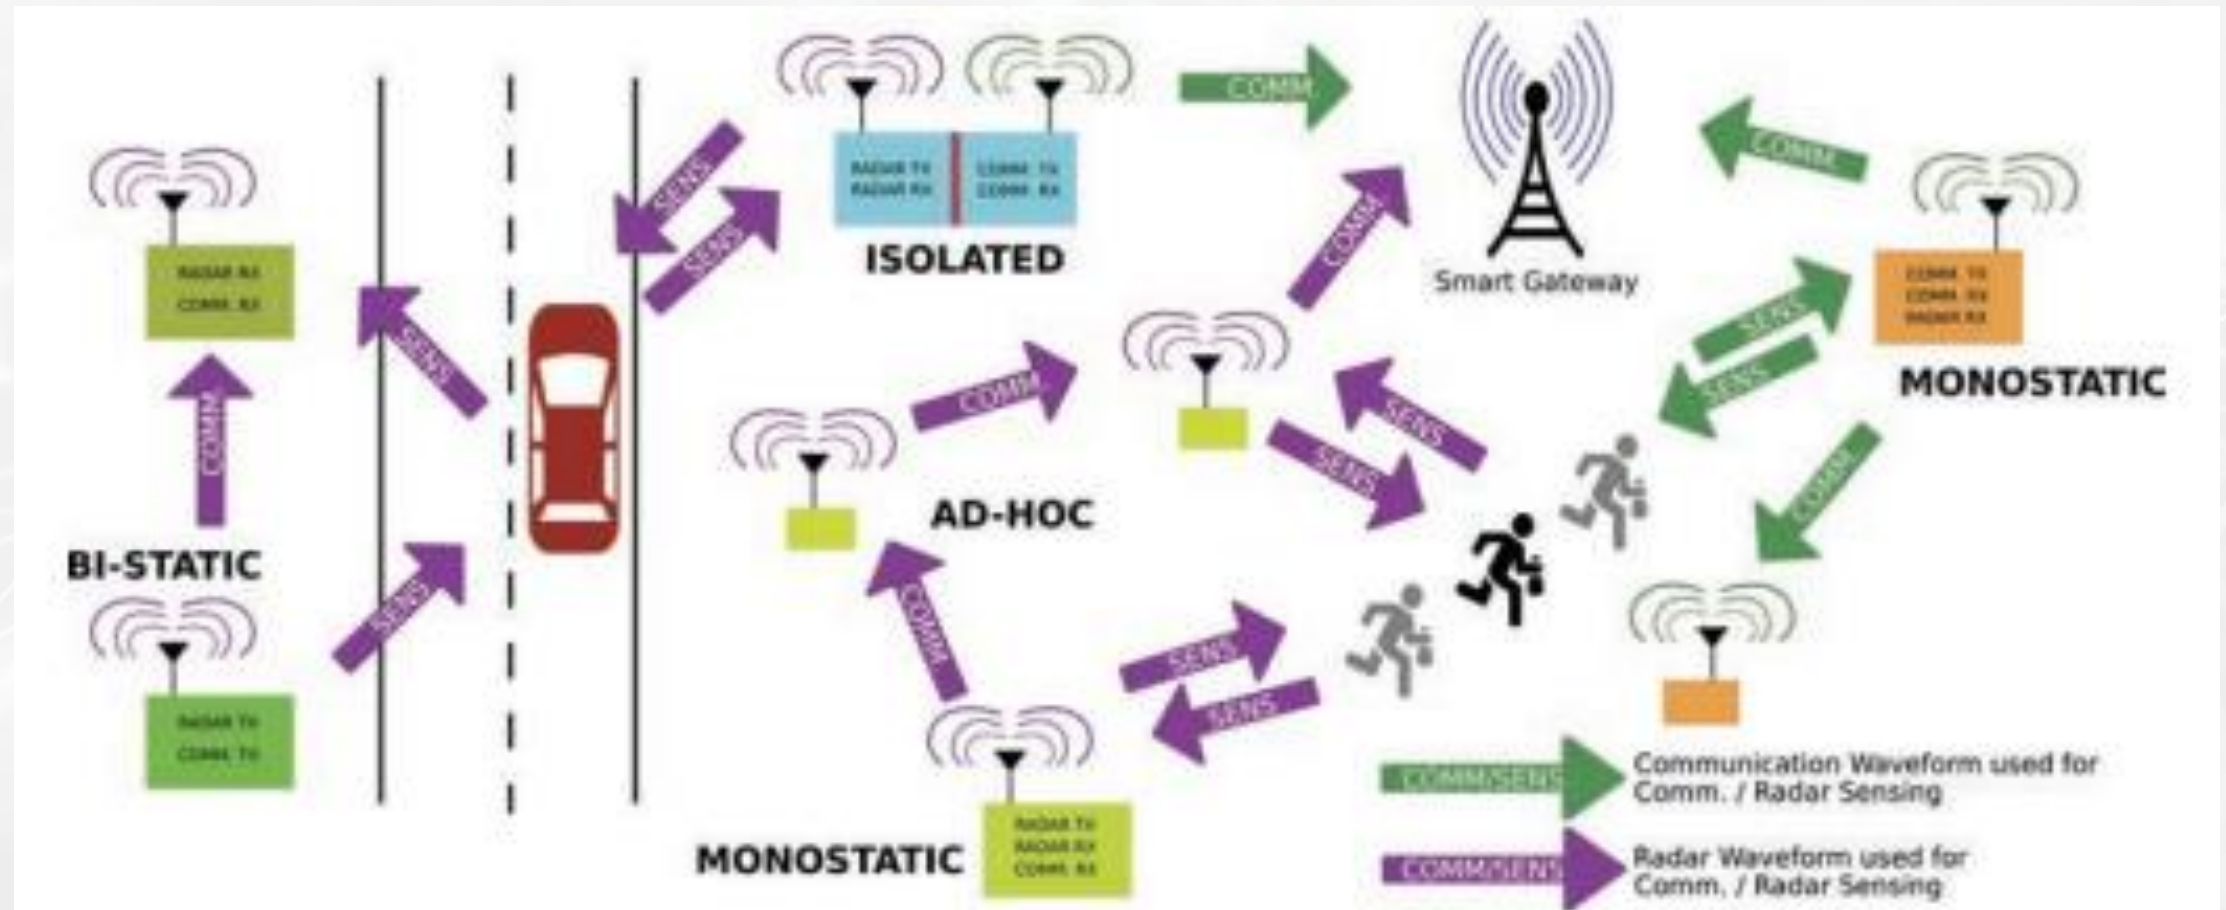 COMM
COMM
SENS
SENS
RADAR TX
RADAR RX
COMM TX
COMM RX
ISOLATED
COMM
Smart Gateway
RADAR RX
COMM. RX
SENS
COMM
COMM TX
COMM RX
RADAR RX
SENS
SENS
MONOSTATIC
COMM
SENS
SENS
COMM
COMM
AD-HOC
BI-STATIC
SENS
RADAR TX
COMM. TX
COMM
SENS
SENS
MONOSTATIC
RADAR TX
RADAR RX
COMM. RX
COMM/SENS
Communication Waveform used for
Comm. / Radar Sensing
COMM/SENS
Radar Waveform used for
Comm. / Radar Sensing